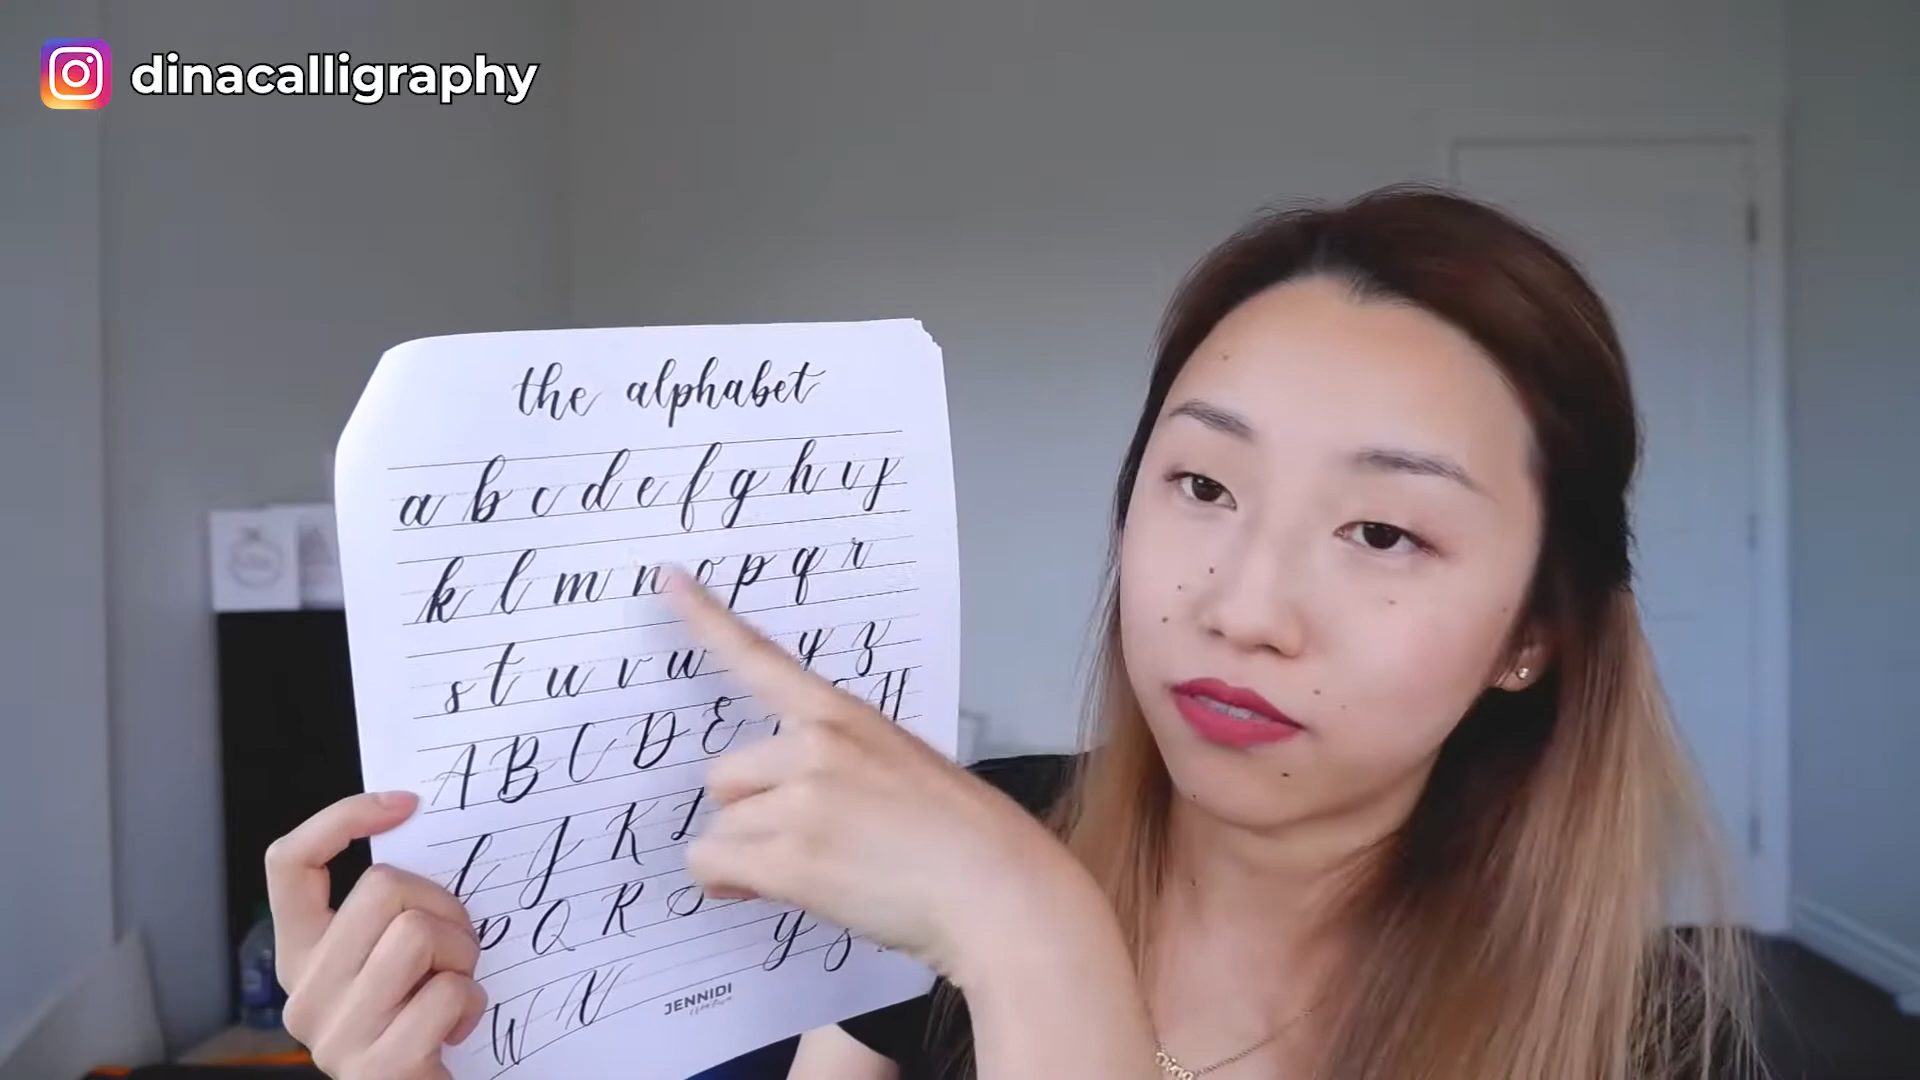 dinacalligraphy
the alphabet
a b c d e f g h i j
k l m n o p q r
s t u v w y z
A B C D E H
I J K L
P Q R S
W X y z
JENNIDI